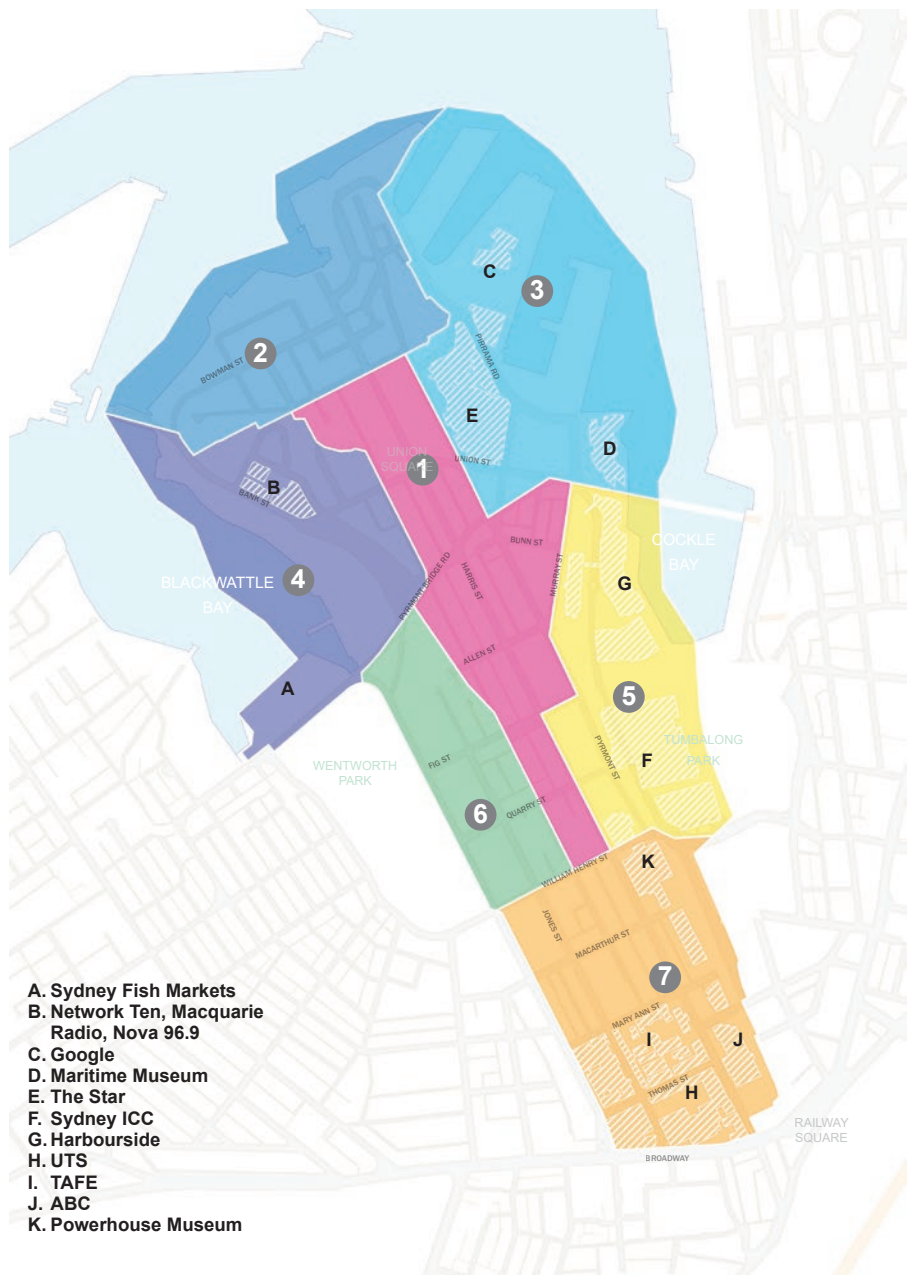 C
3
PIRRAMA RD
2
BOWMAN ST
E
D
UNION
SQUARE
1
UNION ST
B
BANK ST
BUNN ST
COCKLE
BAY
MURRAY ST
BLACKWATTLE
BAY
4
PYRMONT BRIDGE RD
HARRIS ST
G
ALLEN ST
A
5
PYRMONT ST
TUMBALONG
PARK
F
WENTWORTH
PARK
FIG ST
6
QUARRY ST
WILLIAM HENRY ST
K
JONES ST
MACARTHUR ST
7
MARY ANN ST
I
J
THOMAS ST
H
RAILWAY
SQUARE
BROADWAY
A. Sydney Fish Markets
B. Network Ten, Macquarie
Radio, Nova 96.9
C. Google
D. Maritime Museum
E. The Star
F. Sydney ICC
G. Harbourside
H. UTS
I. TAFE
J. ABC
K. Powerhouse Museum